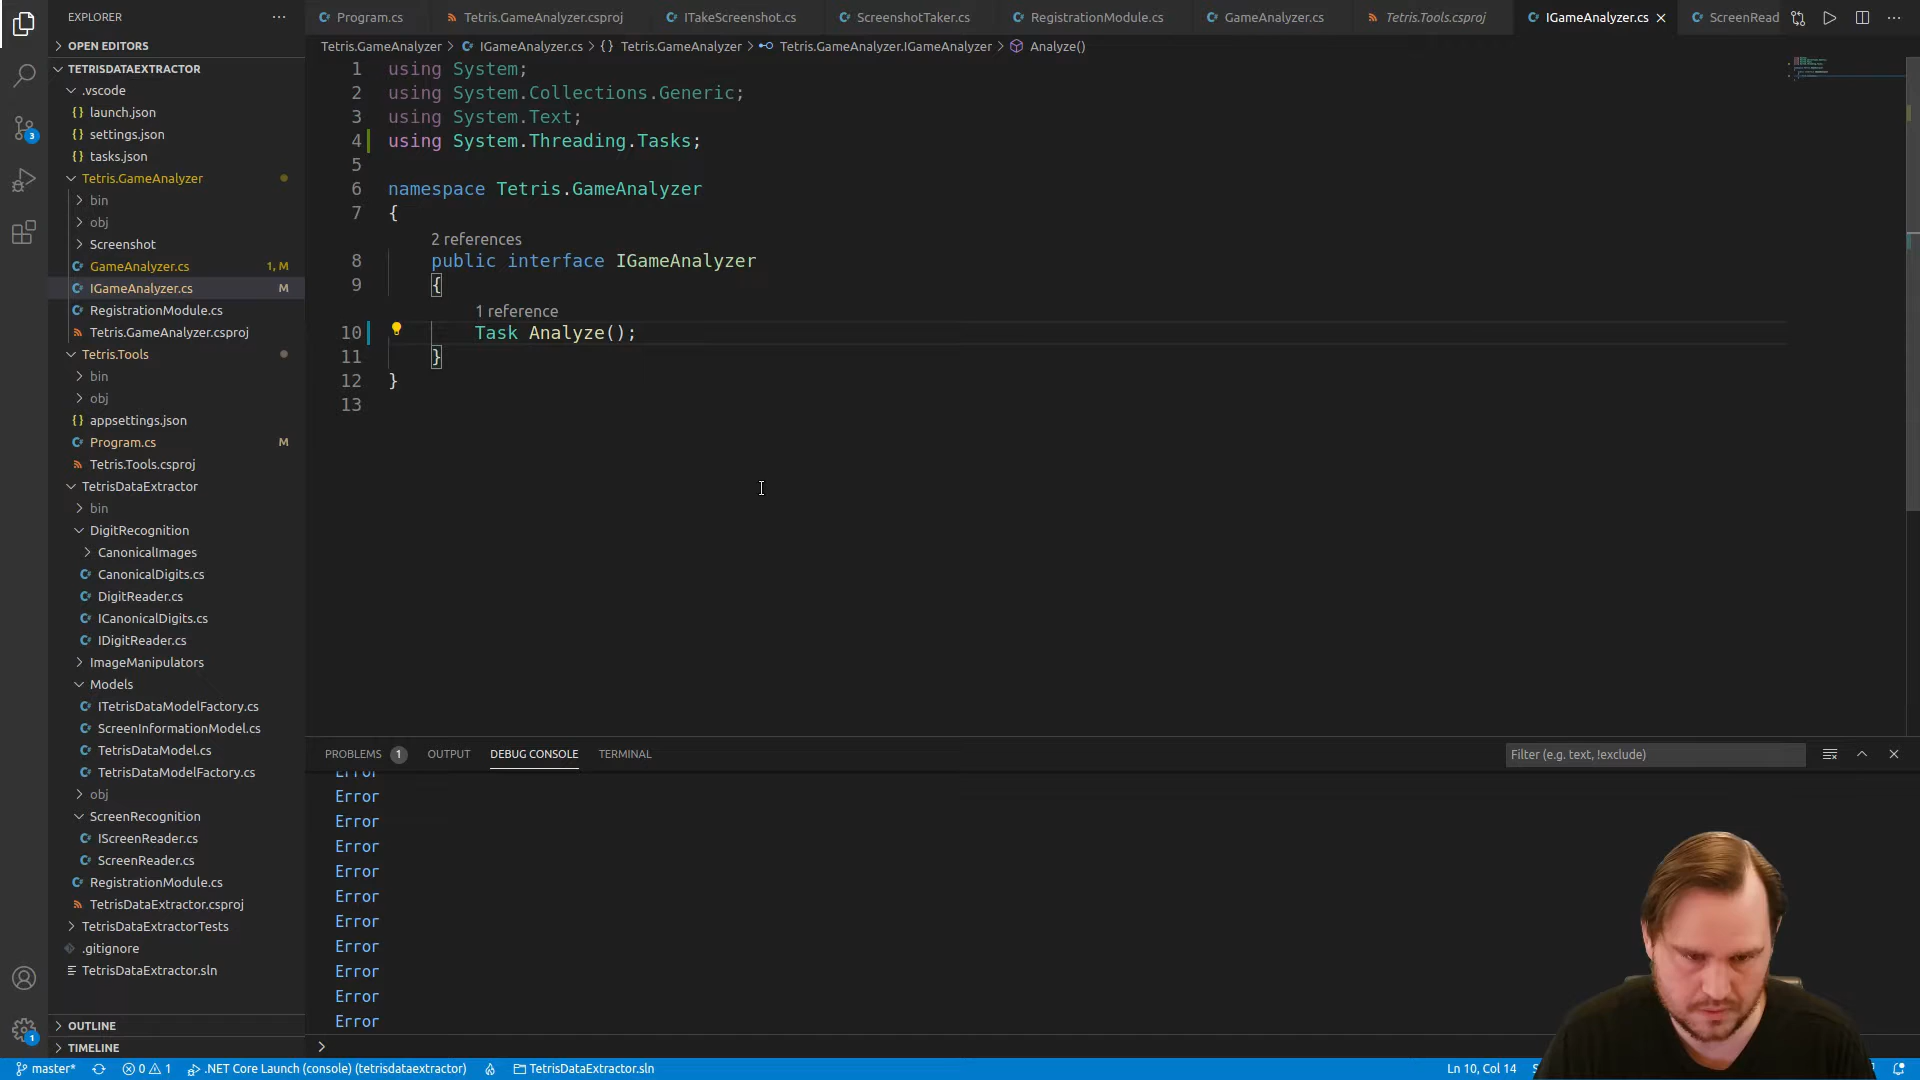 EXPLORER
OPEN EDITORS
TETRISDATAEXTRACTOR
.vscode
launch.json
settings.json
tasks.json
Tetris.GameAnalyzer
bin
obj
Screenshot
GameAnalyzer.cs 1, M
IGameAnalyzer.cs M
RegistrationModule.cs
Tetris.GameAnalyzer.csproj
Tetris.Tools
bin
obj
appsettings.json
Program.cs M
Tetris.Tools.csproj
TetrisDataExtractor
bin
DigitRecognition
CanonicalImages
CanonicalDigits.cs
DigitReader.cs
ICanonicalDigits.cs
IDigitReader.cs
ImageManipulators
Models
ITetrisDataModelFactory.cs
ScreenInformationModel.cs
TetrisDataModel.cs
TetrisDataModelFactory.cs
obj
ScreenRecognition
IScreenReader.cs
ScreenReader.cs
RegistrationModule.cs
TetrisDataExtractor.csproj
TetrisDataExtractorTests
.gitignore
TetrisDataExtractor.sln
OUTLINE
TIMELINE
3
1
Program.cs Tetris.GameAnalyzer.csproj ITakeScreenshot.cs ScreenshotTaker.cs RegistrationModule.cs GameAnalyzer.cs Tetris.Tools.csproj IGameAnalyzer.cs ScreenRead
Tetris.GameAnalyzer > IGameAnalyzer.cs > {} Tetris.GameAnalyzer > Tetris.GameAnalyzer.IGameAnalyzer > Analyze()
1 using System;
2 using System.Collections.Generic;
3 using System.Text;
4 using System.Threading.Tasks;
5
6 namespace Tetris.GameAnalyzer
7 {
2 references
8 public interface IGameAnalyzer
9 {
1 reference
10 Task Analyze();
11 }
12 }
13
PROBLEMS 1 OUTPUT DEBUG CONSOLE TERMINAL Filter (e.g. text, !exclude)
Error
Error
Error
Error
Error
Error
Error
Error
Error
Error
Error
>
master* 0 1 .NET Core Launch (console) (tetrisdataextractor) TetrisDataExtractor.sln Ln 10, Col 14